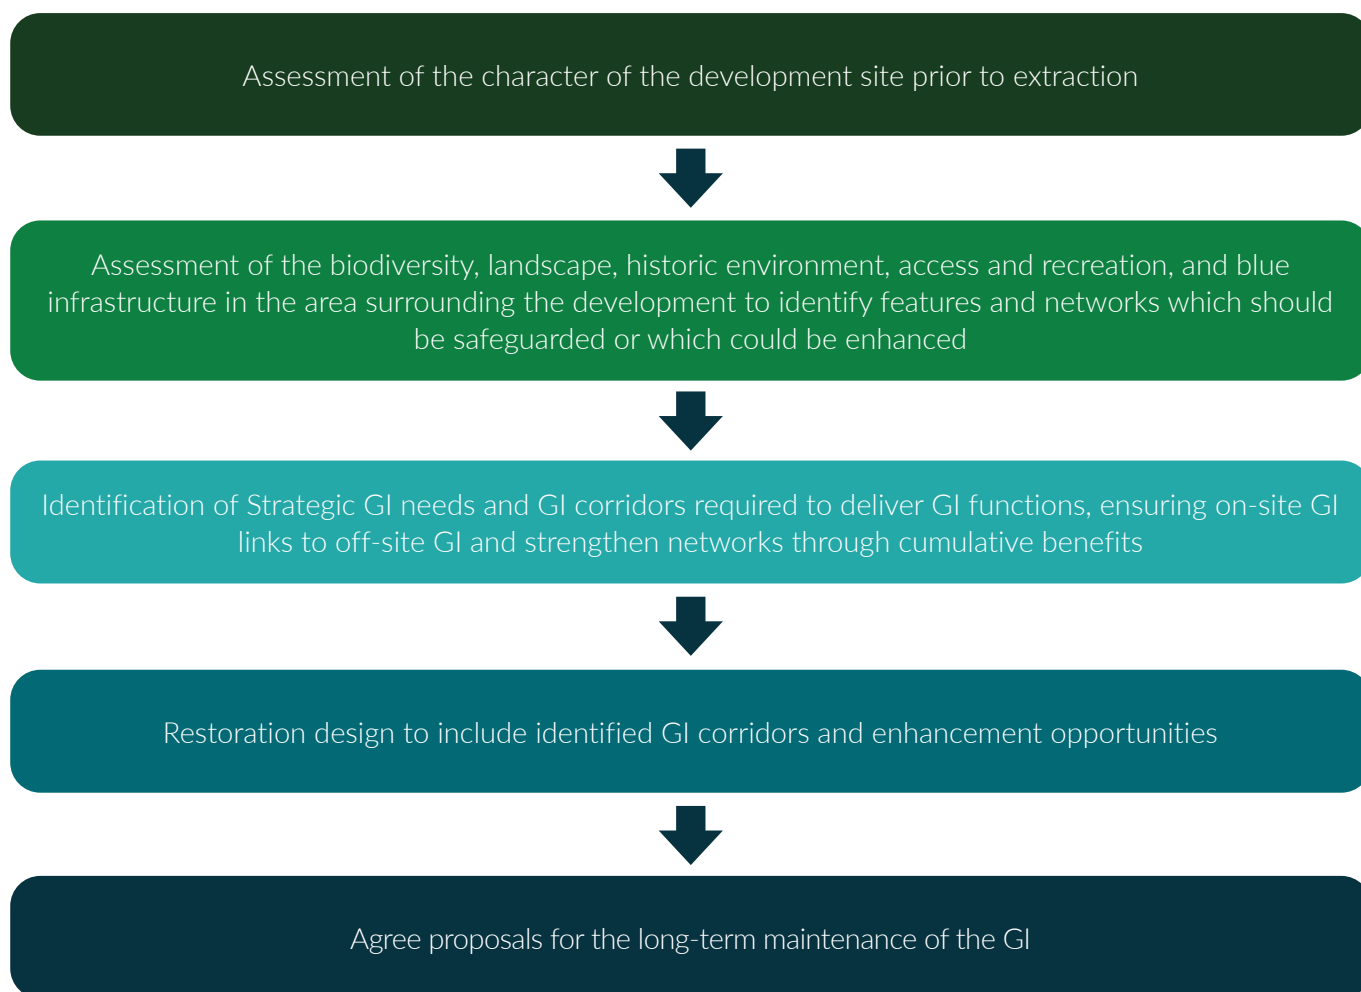 Assessment of the character of the development site prior to extraction
Assessment of the biodiversity, landscape, historic environment, access and recreation, and blue
infrastructure in the area surrounding the development to identify features and networks which should
be safeguarded or which could be enhanced
Identification of Strategic GI needs and GI corridors required to deliver GI functions, ensuring on-site GI
links to off-site GI and strengthen networks through cumulative benefits
Restoration design to include identified GI corridors and enhancement opportunities
Agree proposals for the long-term maintenance of the GI